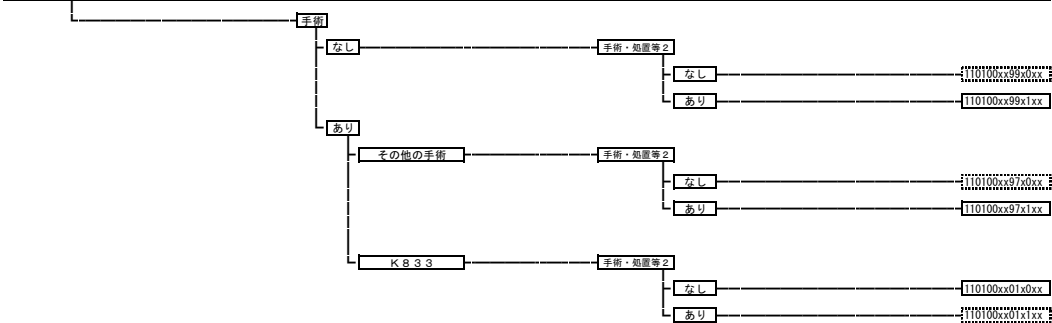 手術
なし 手術・処置等２
なし 110100xx99x0xx
あり 110100xx99x1xx
あり
その他の手術 手術・処置等２
なし 110100xx97x0xx
あり 110100xx97x1xx
Ｋ８３３ 手術・処置等２
なし 110100xx01x0xx
あり 110100xx01x1xx